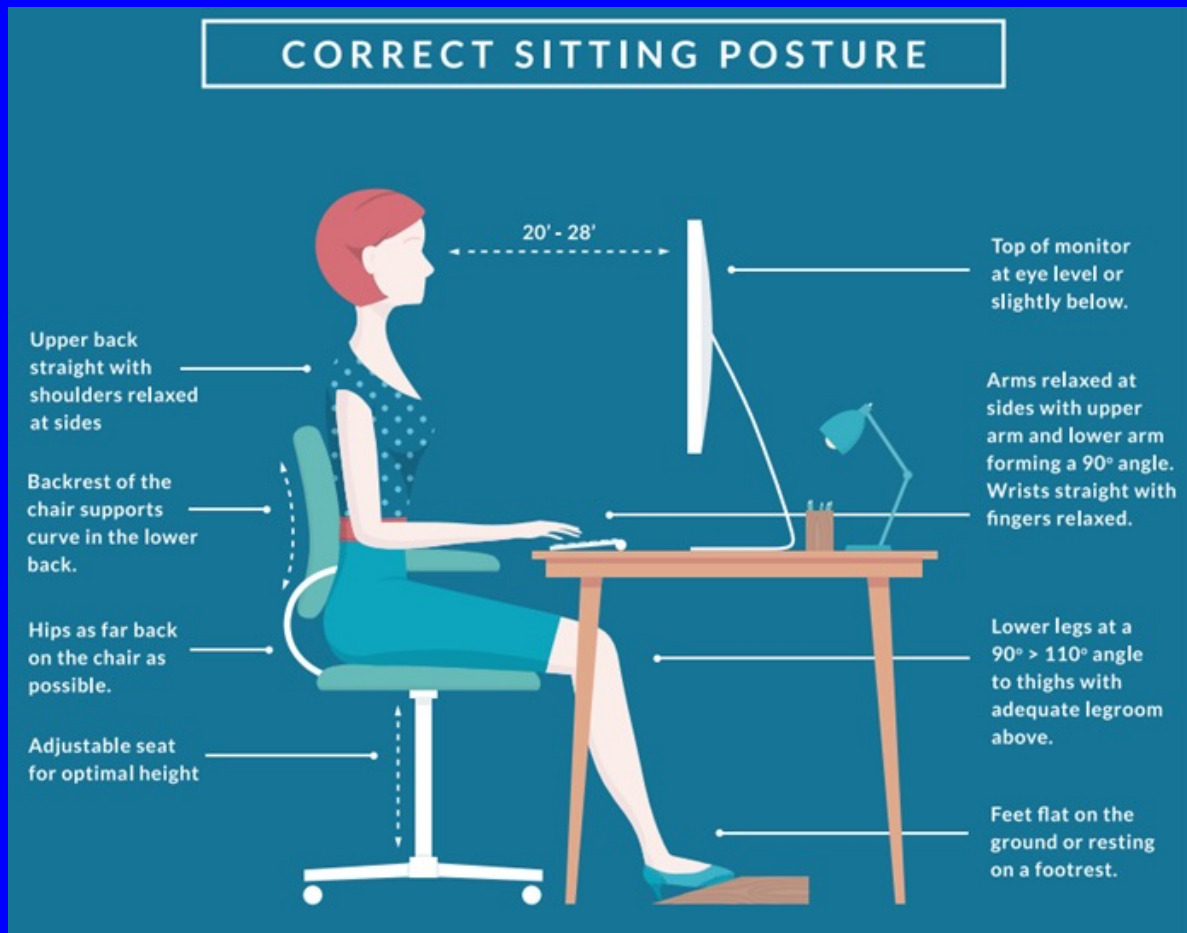 CORRECT SITTING POSTURE
20' - 28'
Upper back
straight with
shoulders relaxed
at sides
Backrest of the
chair supports
curve in the lower
back.
Hips as far back
on the chair as
possible.
Adjustable seat
for optimal height
Top of monitor
at eye level or
slightly below.
Arms relaxed at
sides with upper
arm and lower arm
forming a 90° angle.
Wrists straight with
fingers relaxed.
Lower legs at a
90° > 110° angle
to thighs with
adequate legroom
above.
Feet flat on the
ground or resting
on a footrest.